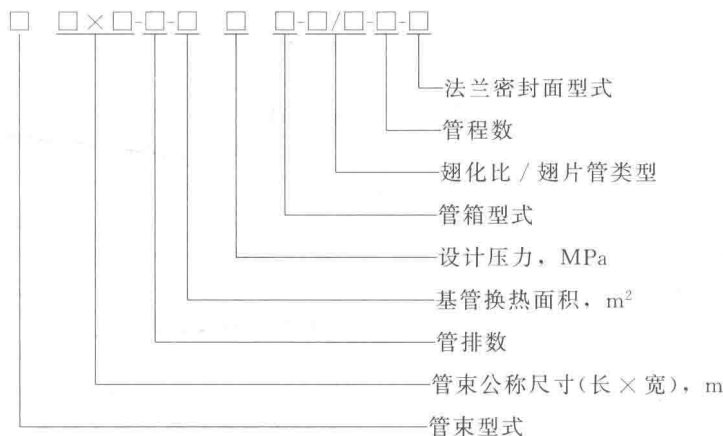 □ □×□-□-□ □ □-□/□-□-□
法兰密封面型式
管程数
翅化比/翅片管类型
管箱型式
设计压力，MPa
基管换热面积，m²
管排数
管束公称尺寸(长×宽)，m
管束型式